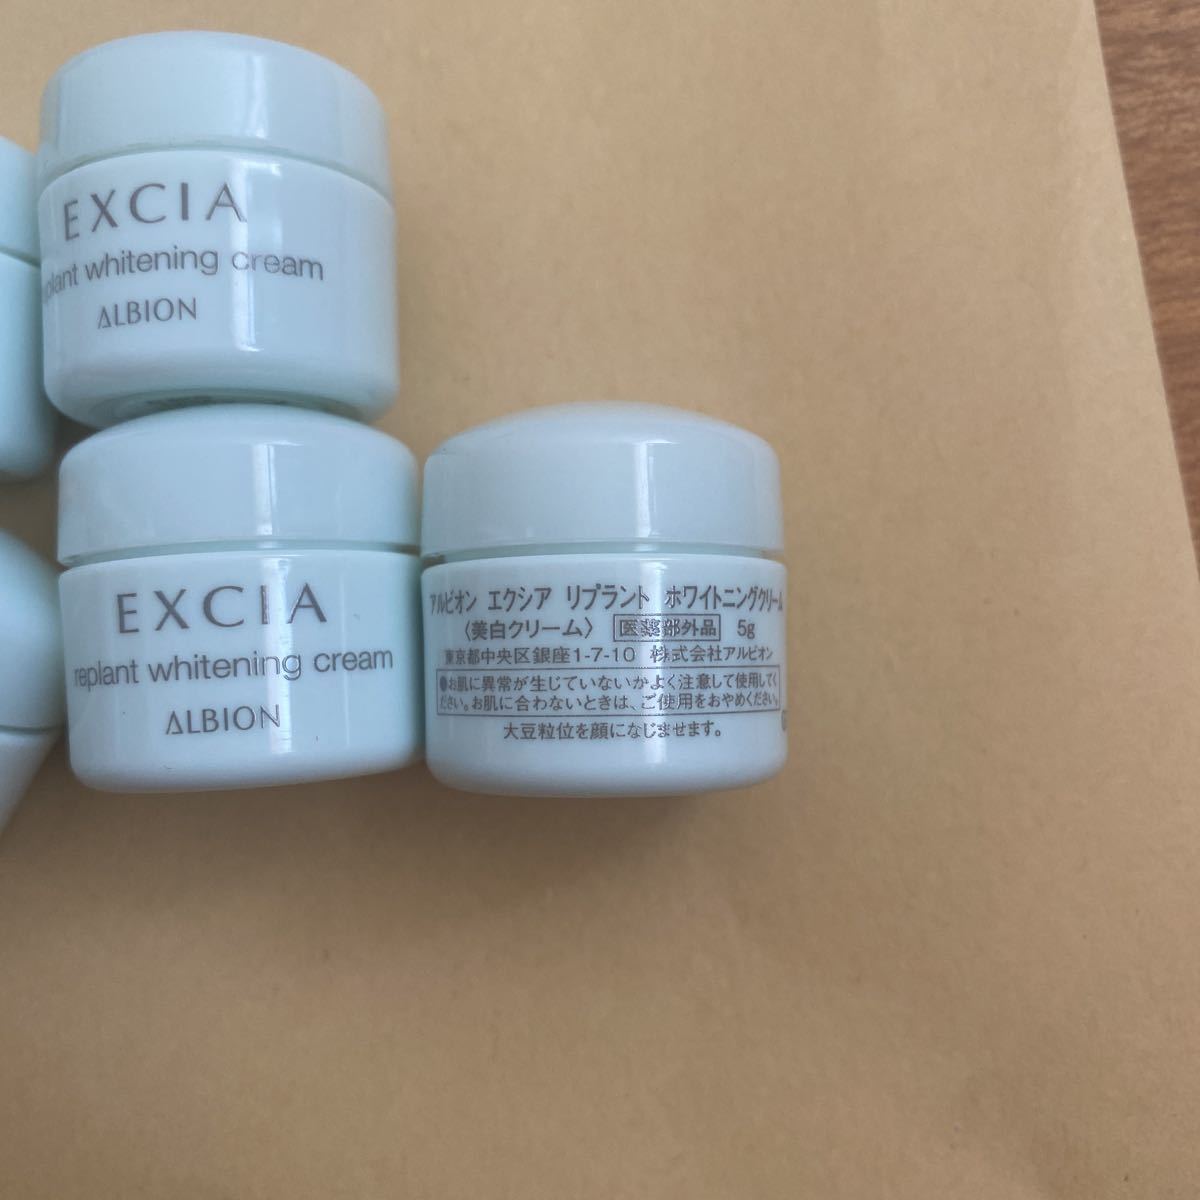 EXCIA
whitening cream
ALBION
EXCIA
replant whitening cream
ALBION
アルビオン エクシア リプラント ホワイトニングクリーム
〈美白クリーム〉 医薬部外品 5g
東京都中央区銀座1-7-10 株式会社アルビオン
●お肌に異常が生じていないかよく注意して使用してく
ださい。お肌に合わないときは、ご使用をおやめください。
大豆粒位を顔になじませます。